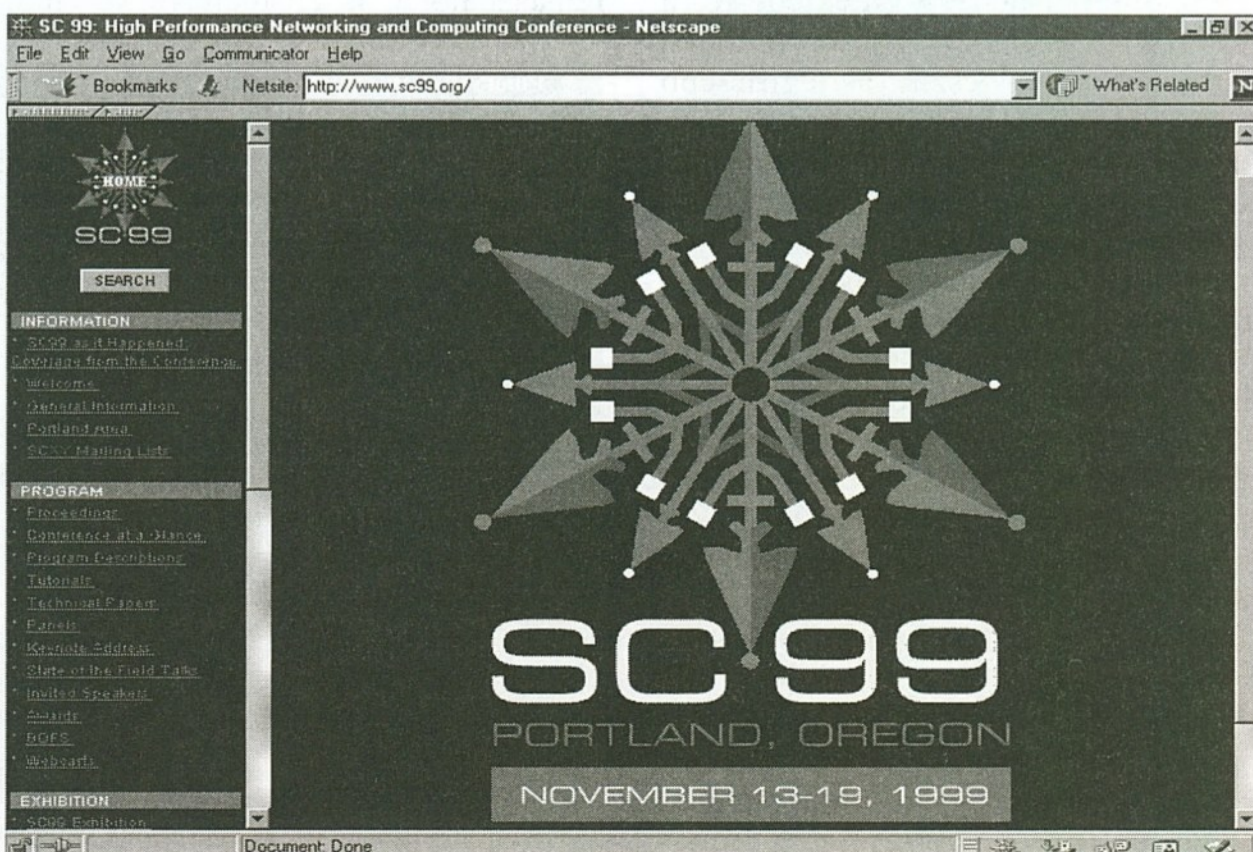 SC 99: High Performance Networking and Computing Conference - Netscape
File Edit View Go Communicator Help
Bookmarks Netsite: http://www.sc99.org/ What's Related N
HOME
SC99
SEARCH
INFORMATION
SC99 as it Happened:
Coverage from the Conference
Welcome
General Information
Portland Area
SCXY Mailing Lists
PROGRAM
Proceedings
Conference at a Glance
Program Descriptions
Tutorials
Technical Papers
Panels
Keynote Address
State of the Field Talks
Invited Speakers
Awards
BOFS
Webcasts
EXHIBITION
SC99 Exhibition
SC99
PORTLAND, OREGON
NOVEMBER 13-19, 1999
Document: Done